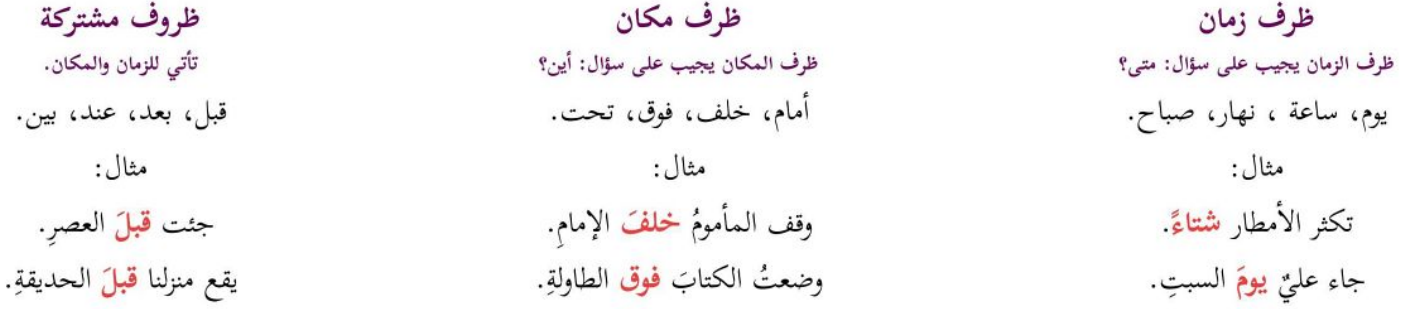 ظرف زمان
ظرف الزمان يجيب على سؤال: متى؟
يوم، ساعة ، نهار، صباح.
مثال:
تكثر الأمطار شتاءً.
جاء عليٌ يومَ السبتِ.
ظرف مكان
ظرف المكان يجيب على سؤال: أين؟
أمام، خلف، فوق، تحت.
مثال:
وقف المأمومُ خلفَ الإمامِ.
وضعتُ الكتابَ فوق الطاولةِ.
ظروف مشتركة
تأتي للزمان والمكان.
قبل، بعد، عند، بين.
مثال:
جئت قبلَ العصرِ.
يقع منزلنا قبلَ الحديقةِ.